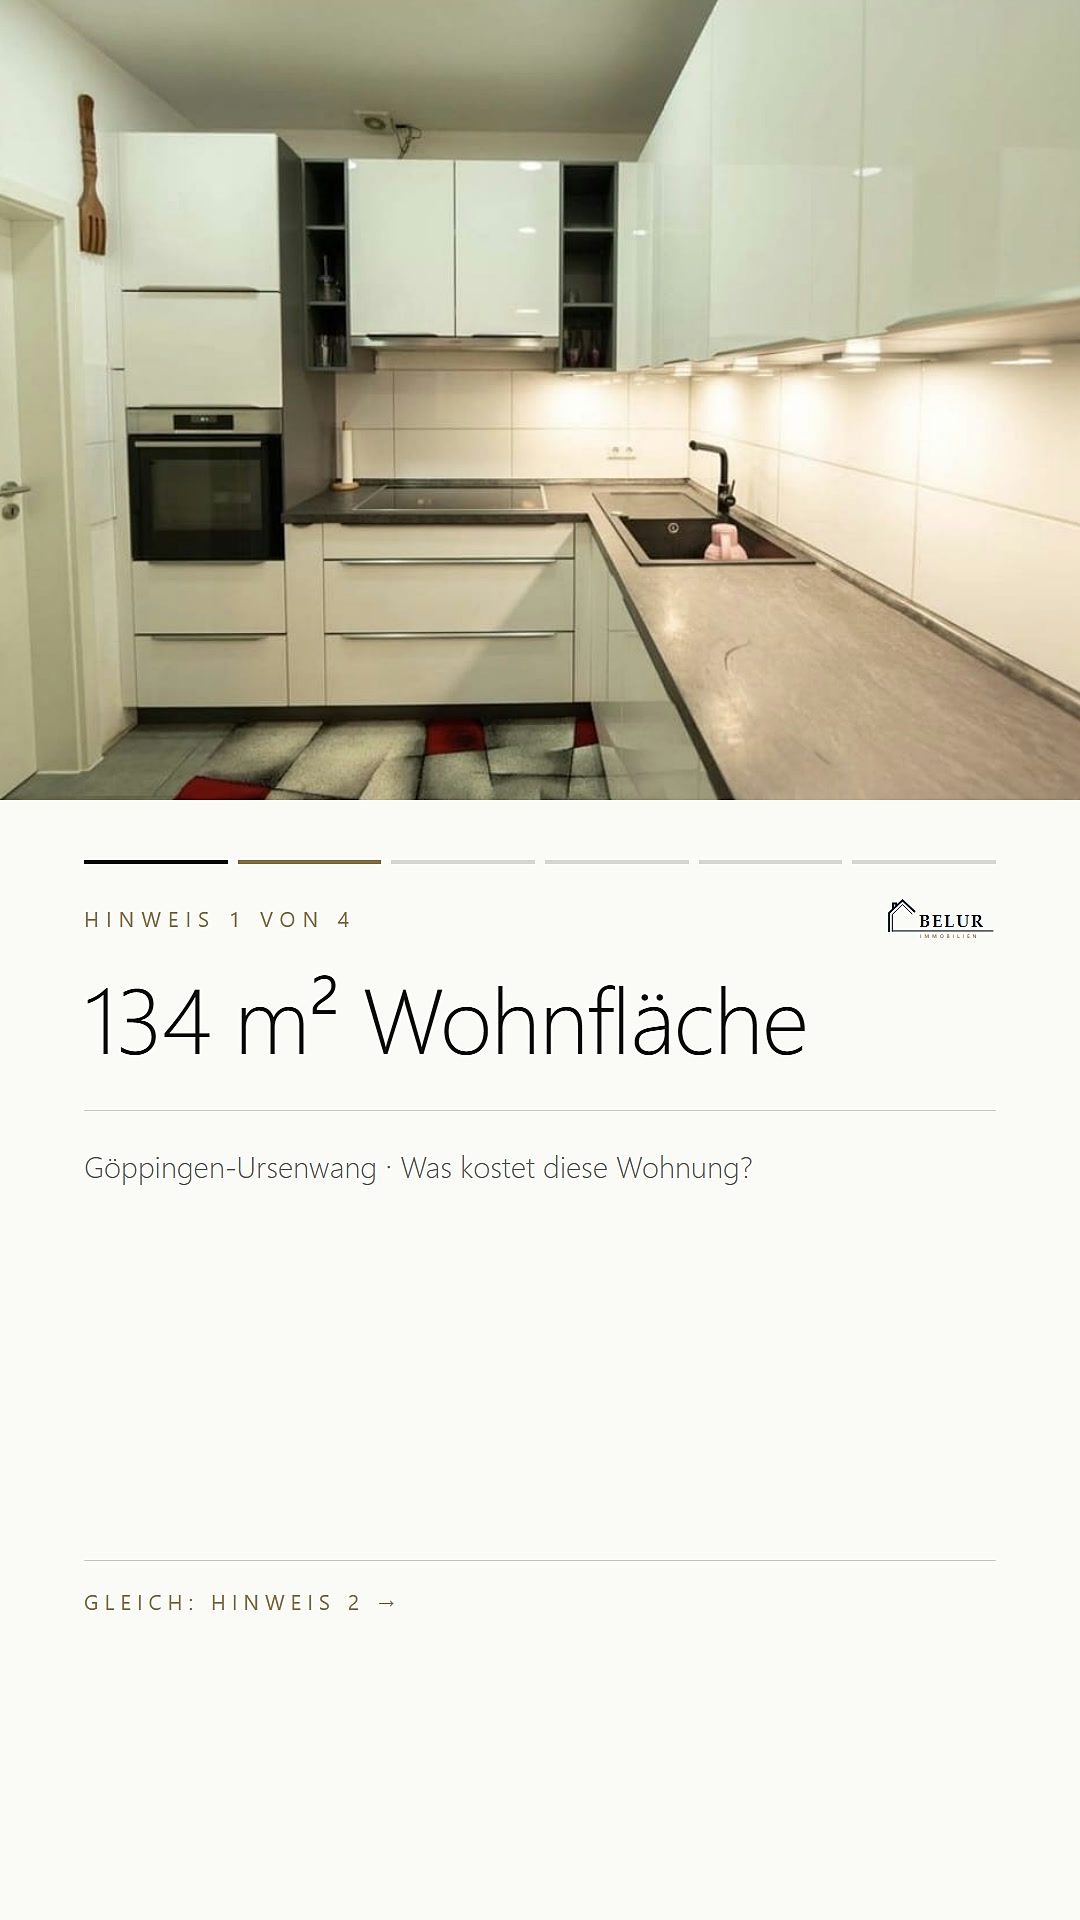 HINWEIS 1 VON 4
BELUR
IMMOBILIEN
134 m² Wohnfläche
Göppingen-Ursenwang · Was kostet diese Wohnung?
GLEICH: HINWEIS 2 →